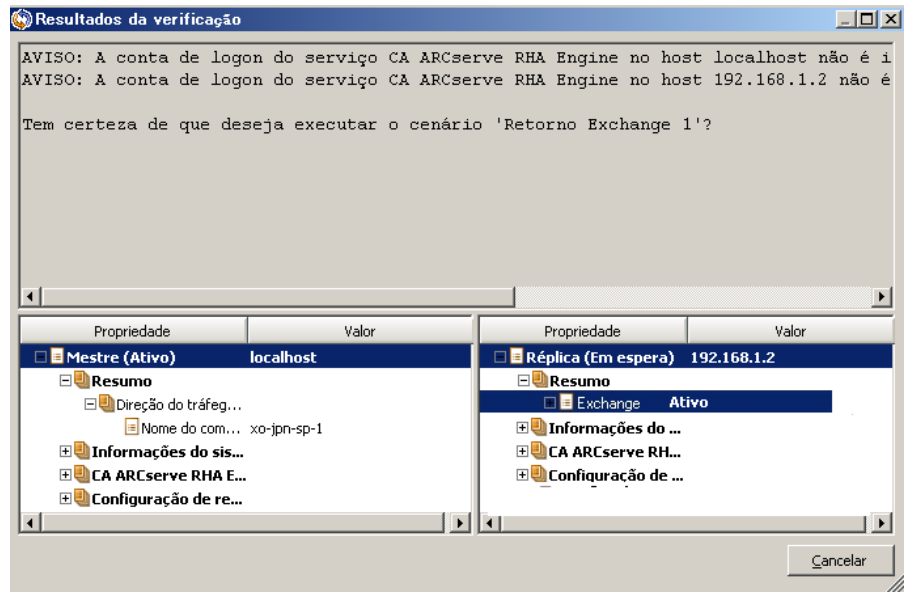 Resultados da verificação
AVISO: A conta de logon do serviço CA ARCserve RHA Engine no host localhost não é i
AVISO: A conta de logon do serviço CA ARCserve RHA Engine no host 192.168.1.2 não é
Tem certeza de que deseja executar o cenário 'Retorno Exchange 1'?
Propriedade Valor
Mestre (Ativo) localhost
Resumo
Direção do tráfeg...
Nome do com... xo-jpn-sp-1
Informações do sis...
CA ARCserve RHA E...
Configuração de re...
Propriedade Valor
Réplica (Em espera) 192.168.1.2
Resumo
Exchange Ativo
Informações do ...
CA ARCserve RH...
Configuração de ...
Cancelar